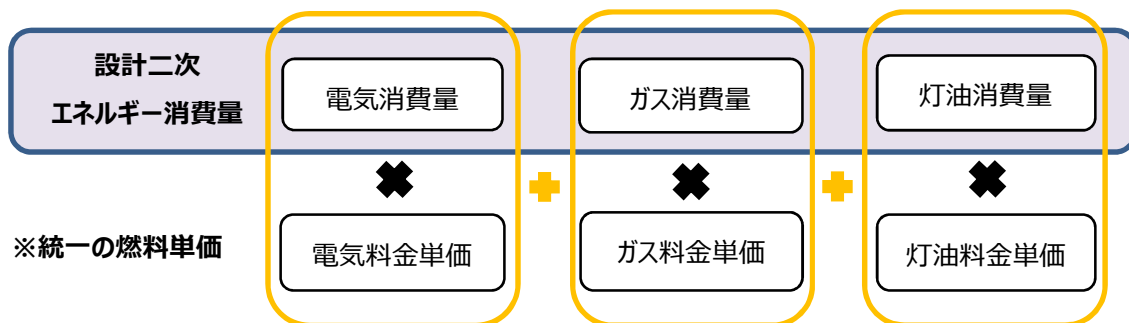 設計二次
エネルギー消費量
電気消費量
ガス消費量
灯油消費量
※統一の燃料単価
電気料金単価
ガス料金単価
灯油料金単価